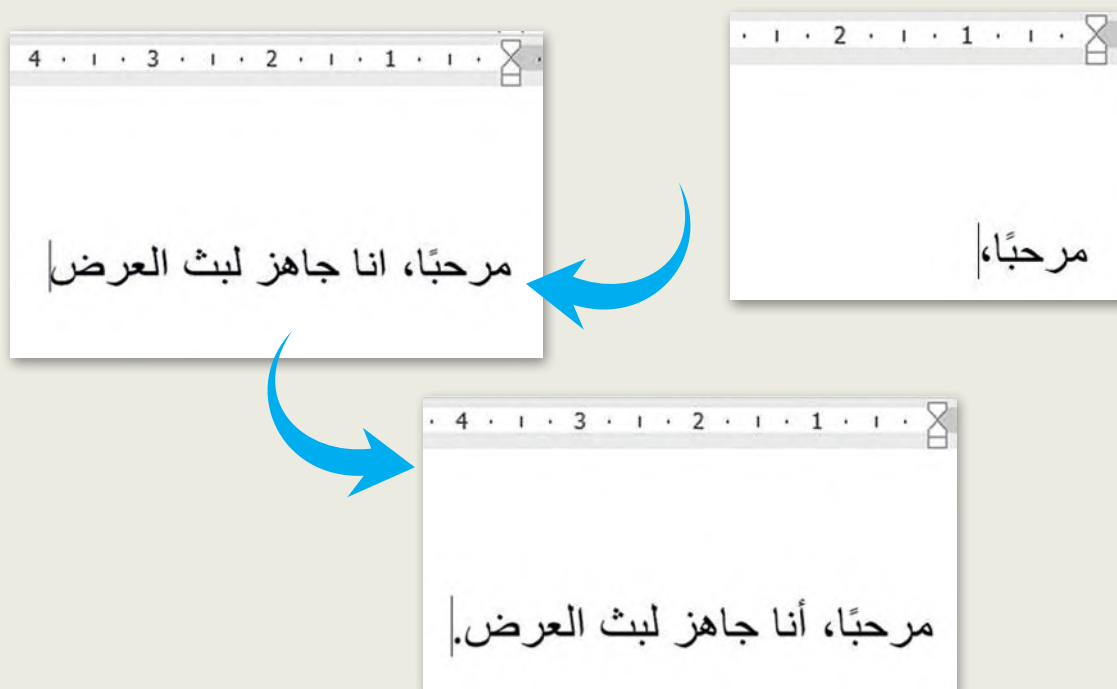 2 1
مرحبًا،
4 3 2 1
مرحبًا، انا جاهز لبث العرض
4 3 2 1
مرحبًا، أنا جاهز لبث العرض.